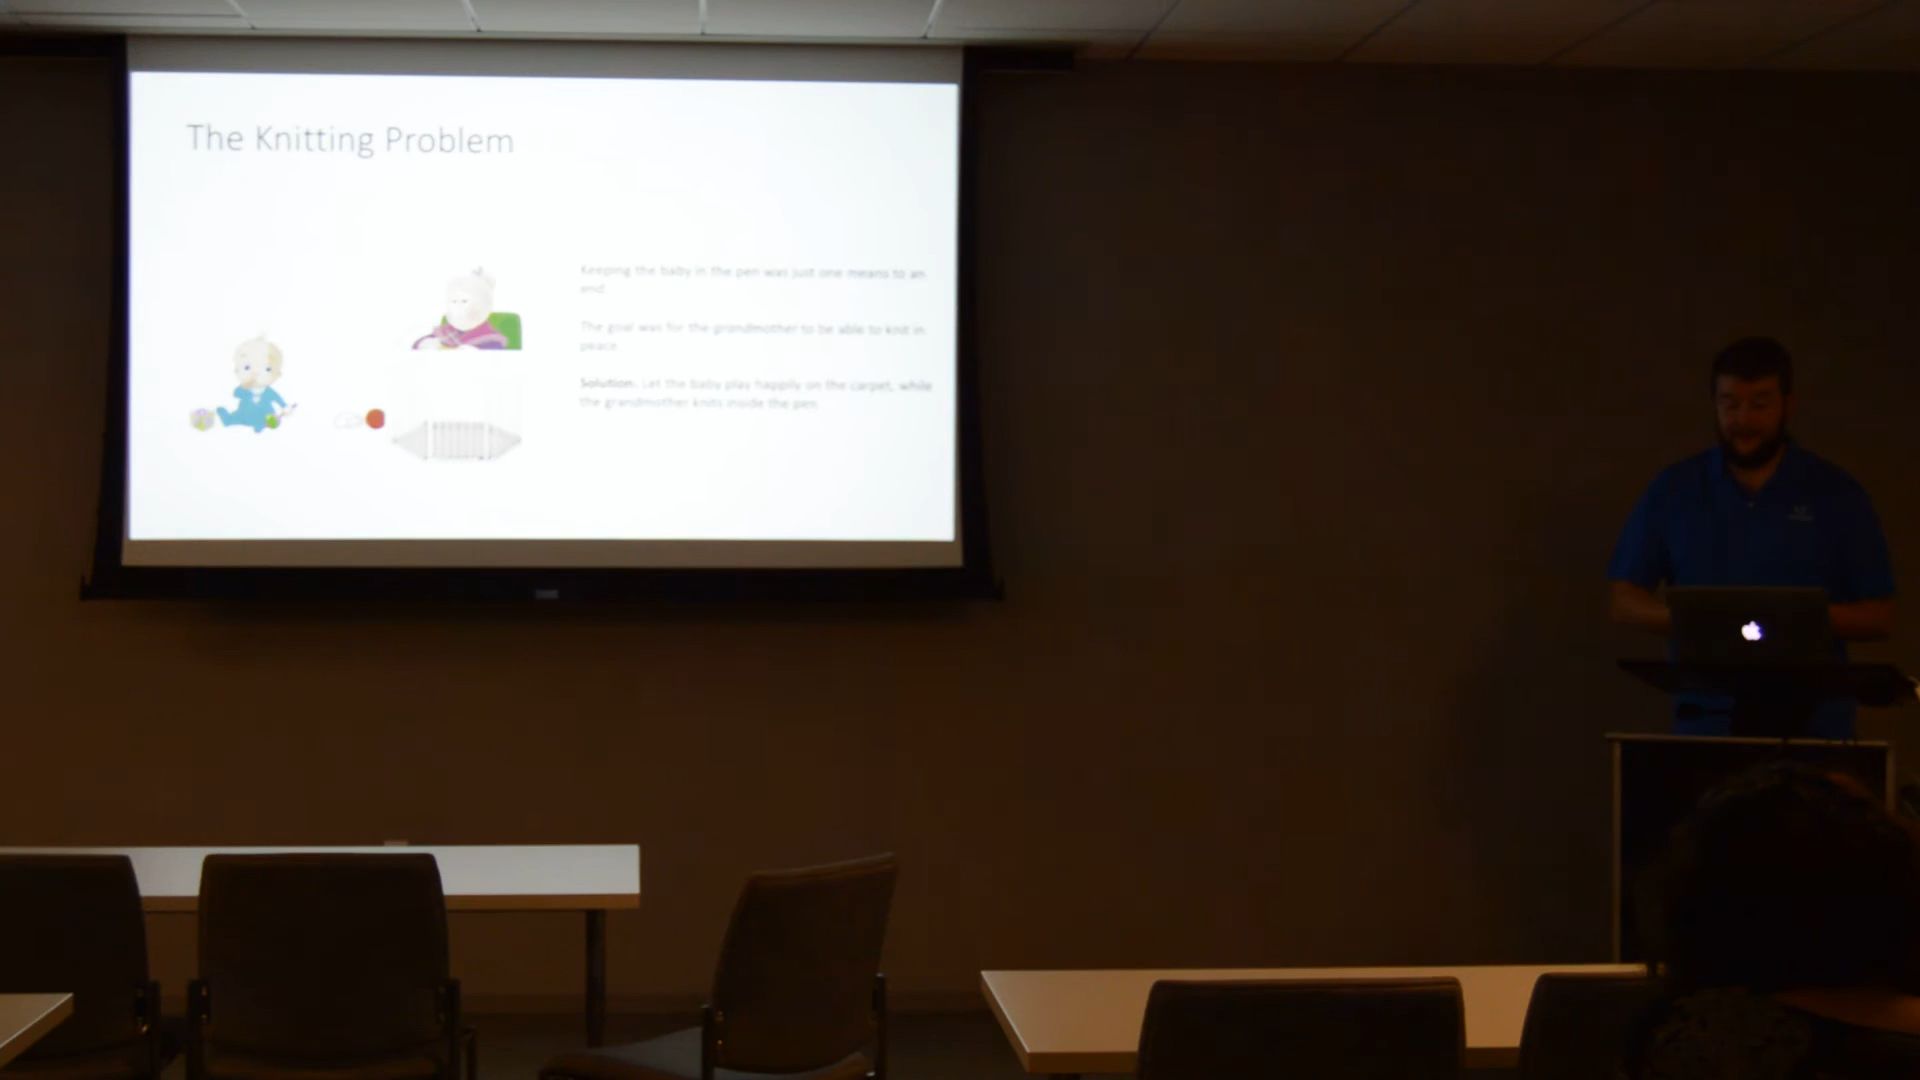 The Knitting Problem
Keeping the baby in the pen was just one means to an
end
The goal was for the grandmother to be able to knit in
peace
Solution: Let the baby play happily on the carpet, while
the grandmother knits inside the pen